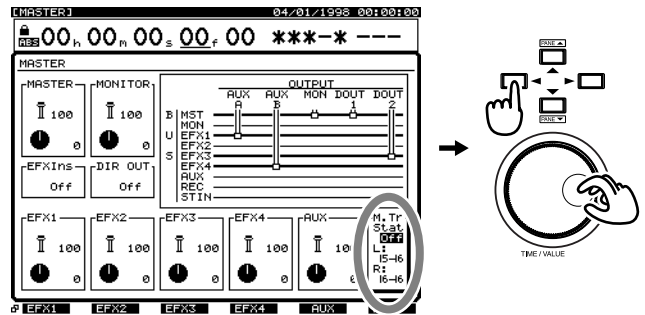 [MASTER] 04/01/1998 00:00:00
ABS 00h 00m 00s 00f 00 ***-* ---
MASTER
MASTER MONITOR
100 100
0 0
EFXIns DIR OUT
Off Off
OUTPUT
AUX AUX MON DOUT DOUT
A B 1 2
B MST
MON
U EFX1
EFX2
S EFX3
EFX4
AUX
REC
STIN
EFX1 EFX2 EFX3 EFX4 AUX M.Tr
Stat
Off
L:
15-16
R:
16-16
100 100 100 100 10
0 0 0 0 0
EFX1 EFX2 EFX3 EFX4 AUX
PANE ▲
PANE ▼
TIME / VALUE